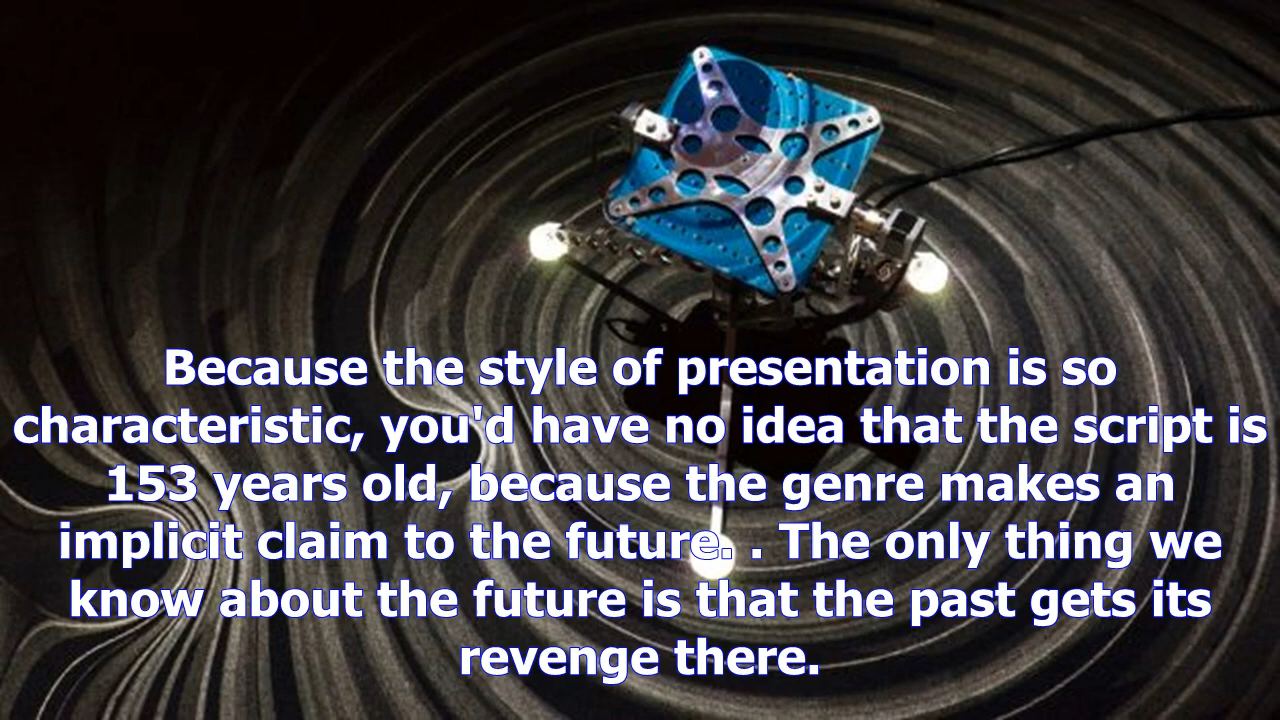 Because the style of presentation is so
characteristic, you'd have no idea that the script is
153 years old, because the genre makes an
implicit claim to the future. . The only thing we
know about the future is that the past gets its
revenge there.